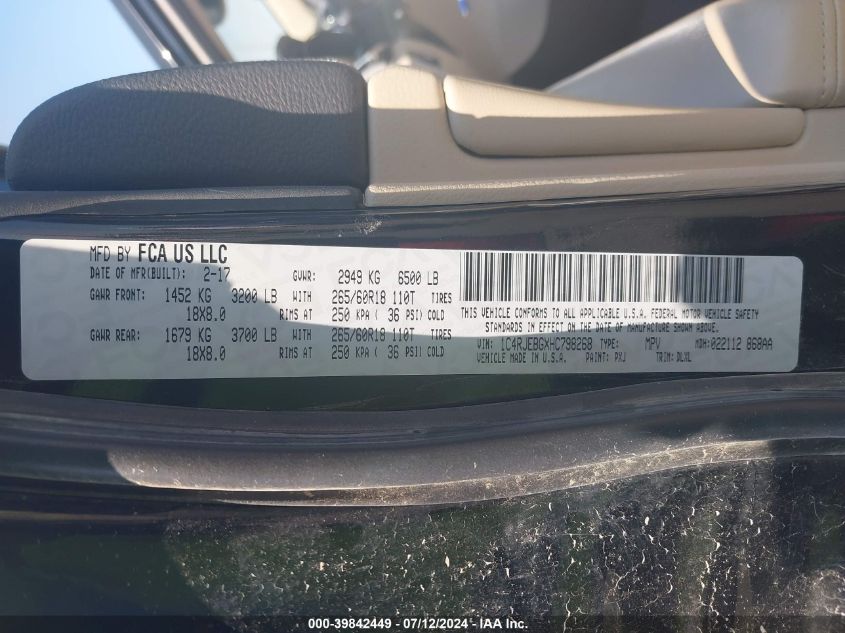 MFD BY FCA US LLC
DATE OF MFR(BUILT): 2-17 GVWR: 2949 KG 6500 LB
GAWR FRONT: 1452 KG 3200 LB WITH 265/60R18 110T TIRES
18X8.0 RIMS AT 250 KPA ( 36 PSI) COLD
GAWR REAR: 1679 KG 3700 LB WITH 265/60R18 110T TIRES
18X8.0 RIMS AT 250 KPA ( 36 PSI) COLD
THIS VEHICLE CONFORMS TO ALL APPLICABLE U.S.A. FEDERAL MOTOR VEHICLE SAFETY
STANDARDS IN EFFECT ON THE DATE OF MANUFACTURE SHOWN ABOVE.
VIN: 1C4RJEBGXHC798268 TYPE: MPV MDH:022112 868AA
VEHICLE MADE IN U.S.A. PAINT: PXJ TRIM: DLXL
000-39842449 - 07/12/2024 - IAA Inc.